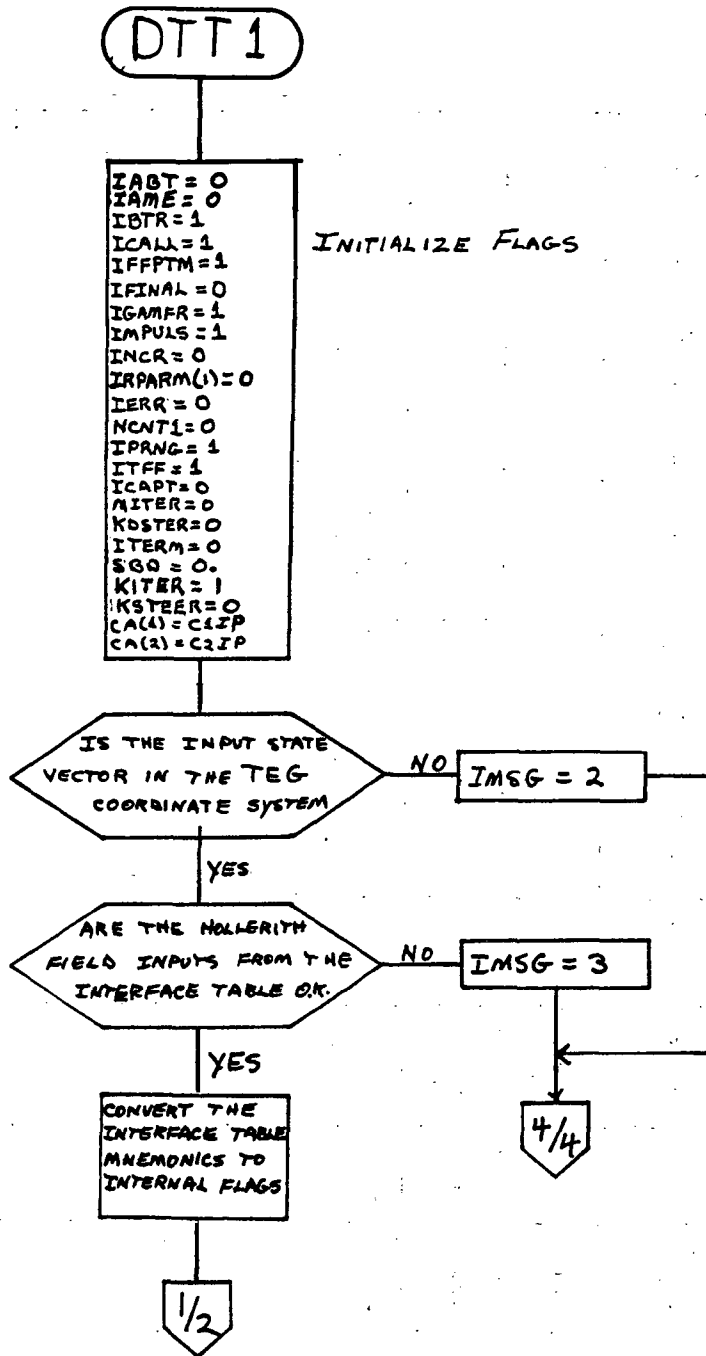 DTT1
IABT = 0
IAME = 0
IBTR = 1
ICALL = 1
IFFPTM = 1
IFINAL = 0
IGAMFR = 1
IMPULS = 1
INCR = 0
IRPARM(1) = 0
IERR = 0
NCNT1 = 0
IPRNG = 1
ITFF = 1
ICAPT = 0
MITER = 0
KOSTER = 0
ITERM = 0
SBO = 0.
KITER = 1
KSTEER = 0
CA(1) = C1IP
CA(2) = C2IP
INITIALIZE FLAGS
IS THE INPUT STATE
VECTOR IN THE TEG
COORDINATE SYSTEM
NO
IMSG = 2
YES
ARE THE HOLLERITH
FIELD INPUTS FROM THE
INTERFACE TABLE O.K.
NO
IMSG = 3
YES
4/4
CONVERT THE
INTERFACE TABLE
MNEMONICS TO
INTERNAL FLAGS
1/2